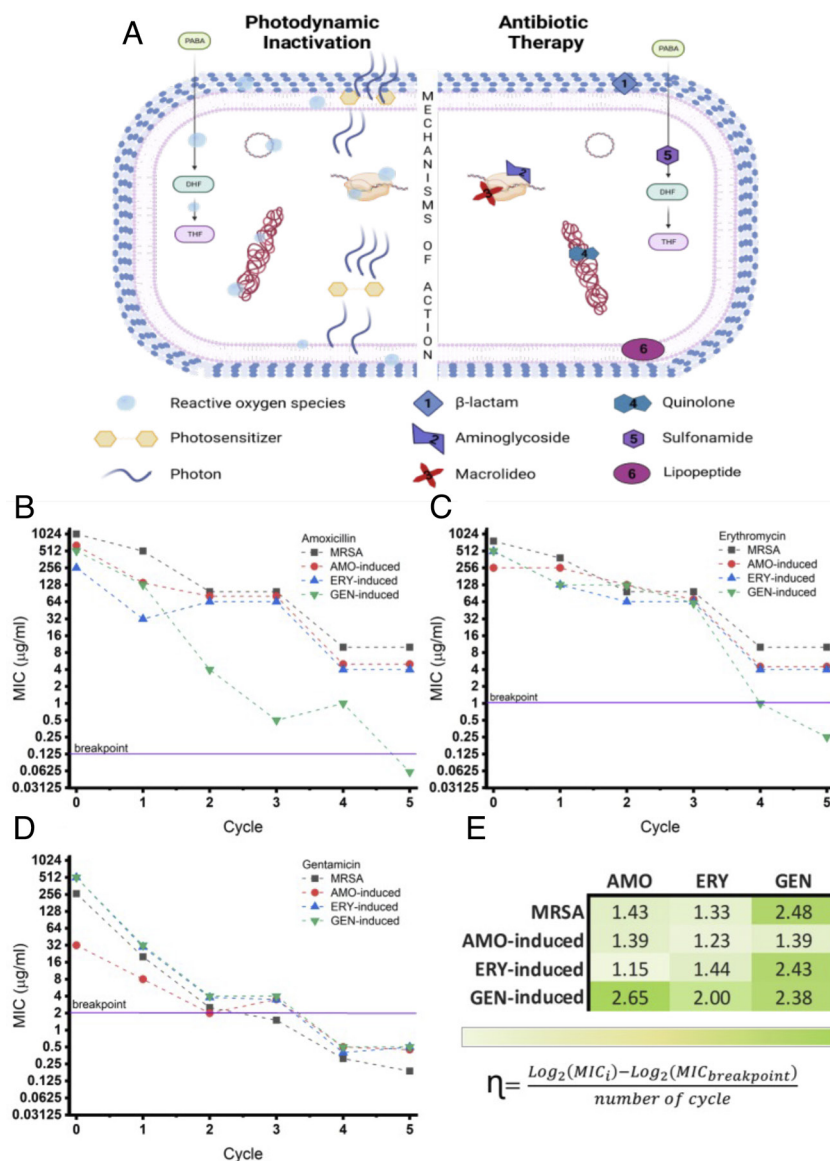 A
Photodynamic
Inactivation
Antibiotic
Therapy
PABA
DHF
THF
MECHANISMS OF ACTION
PABA
DHF
THF
1
2
3
4
5
6
Reactive oxygen species
Photosensitizer
Photon
1 β-lactam
2 Aminoglycoside
3 Macrolideo
4 Quinolone
5 Sulfonamide
6 Lipopeptide
B
Amoxicillin
MRSA
AMO-induced
ERY-induced
GEN-induced
MIC (µg/ml)
1024
512
256
128
64
32
16
8
4
2
1
0.5
0.25
0.125
0.0625
0.03125
breakpoint
0 1 2 3 4 5
Cycle
C
Erythromycin
MRSA
AMO-induced
ERY-induced
GEN-induced
MIC (µg/ml)
1024
512
256
128
64
32
16
8
4
2
1
0.5
0.25
0.125
0.0625
0.03125
breakpoint
0 1 2 3 4 5
Cycle
D
Gentamicin
MRSA
AMO-induced
ERY-induced
GEN-induced
MIC (µg/ml)
1024
512
256
128
64
32
16
8
4
2
1
0.5
0.25
0.125
0.0625
0.03125
breakpoint
0 1 2 3 4 5
Cycle
E
AMO ERY GEN
MRSA 1.43 1.33 2.48
AMO-induced 1.39 1.23 1.39
ERY-induced 1.15 1.44 2.43
GEN-induced 2.65 2.00 2.38
η= Log₂(MICᵢ)−Log₂(MIC_breakpoint)
number of cycle